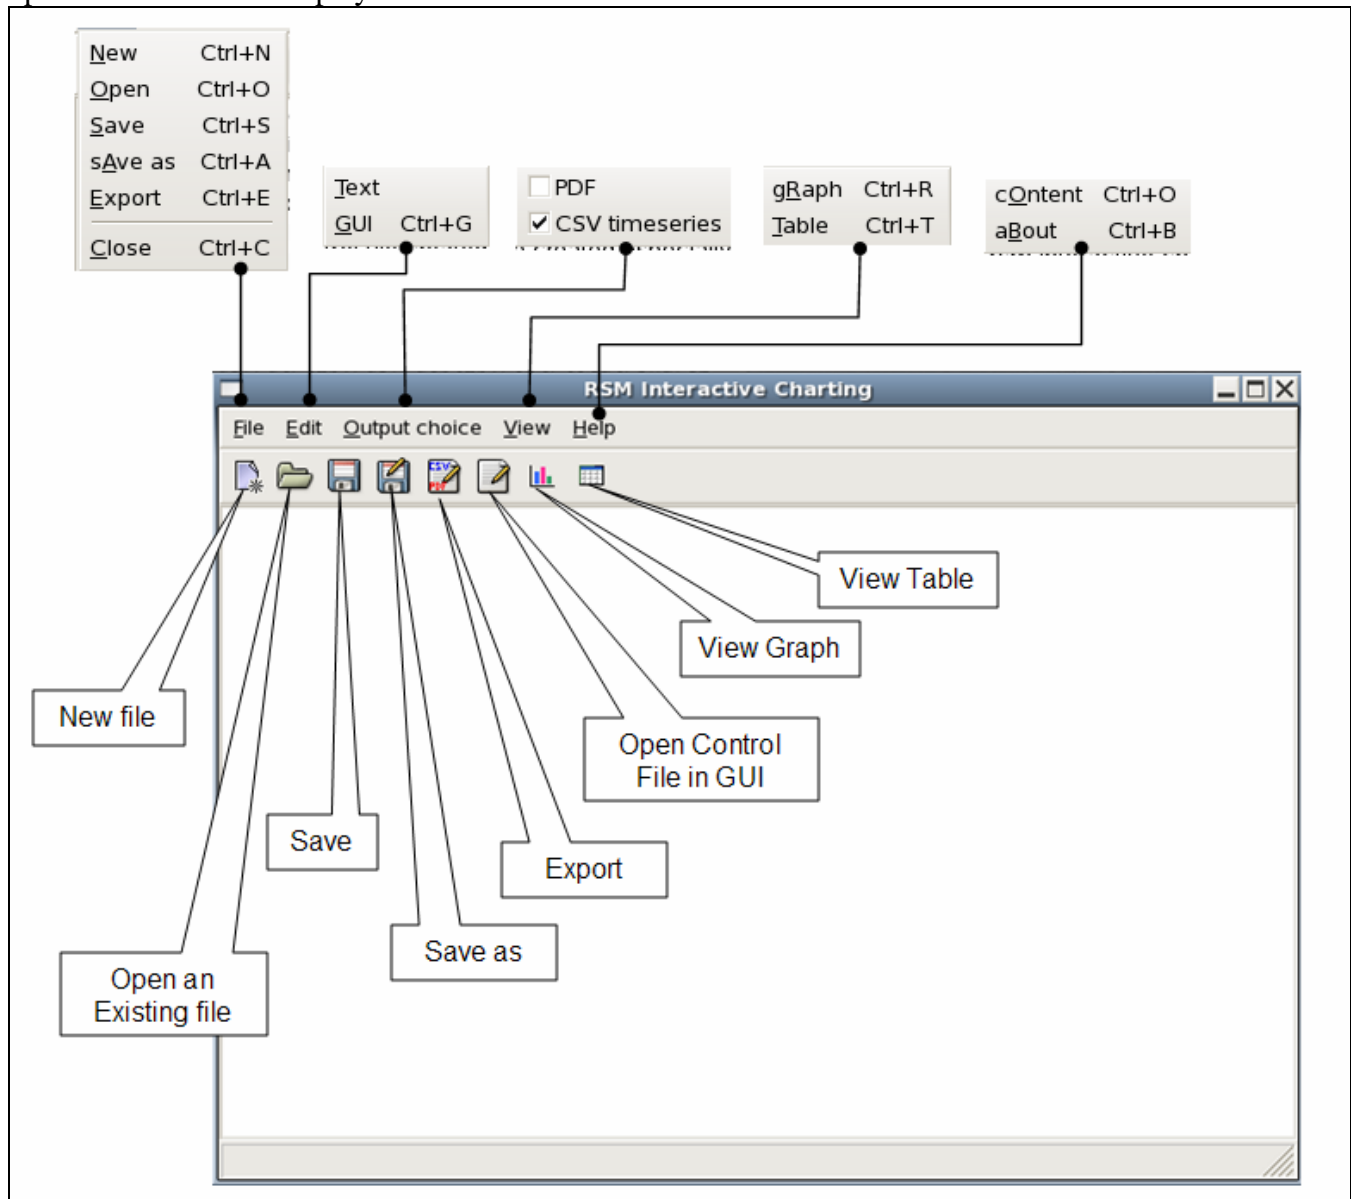 New Ctrl+N
Open Ctrl+O
Save Ctrl+S
sAve as Ctrl+A
Export Ctrl+E
Close Ctrl+C
Text
GUI Ctrl+G
PDF
CSV timeseries
gRaph Ctrl+R
Table Ctrl+T
cOntent Ctrl+O
aBout Ctrl+B
RSM Interactive Charting
File Edit Output choice View Help
CSV
PDF
View Table
View Graph
New file
Open Control
File in GUI
Save
Export
Save as
Open an
Existing file